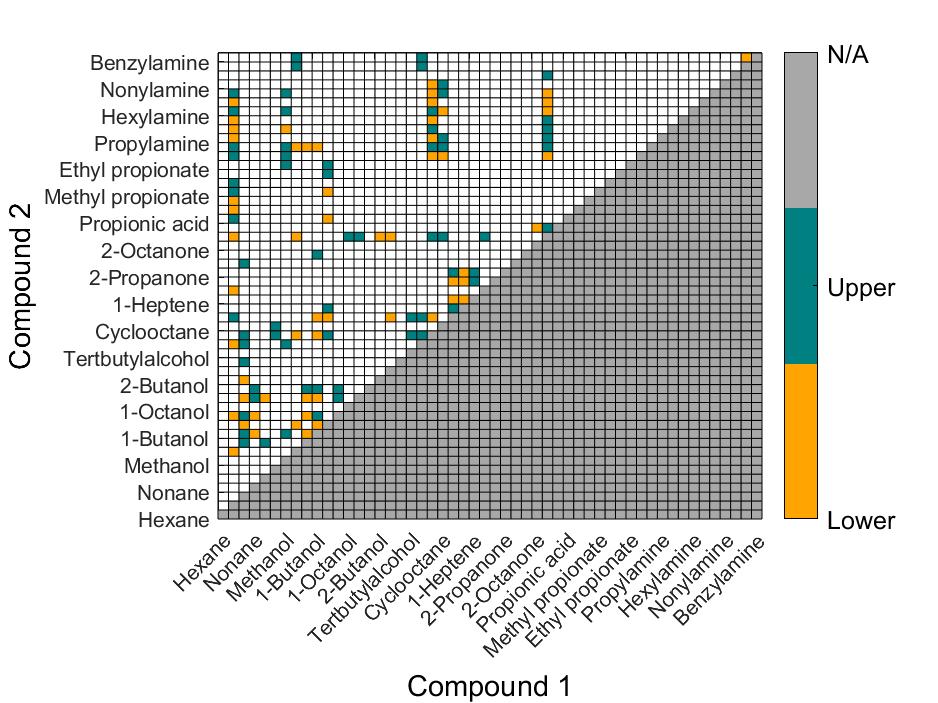 N/A
Upper
Lower
Compound 2
Benzylamine
Nonylamine
Hexylamine
Propylamine
Ethyl propionate
Methyl propionate
Propionic acid
2-Octanone
2-Propanone
1-Heptene
Cyclooctane
Tertbutylalcohol
2-Butanol
1-Octanol
1-Butanol
Methanol
Nonane
Hexane
Hexane
Nonane
Methanol
1-Butanol
1-Octanol
2-Butanol
Tertbutylalcohol
Cyclooctane
1-Heptene
2-Propanone
2-Octanone
Propionic acid
Methyl propionate
Ethyl propionate
Propylamine
Hexylamine
Nonylamine
Benzylamine
Compound 1